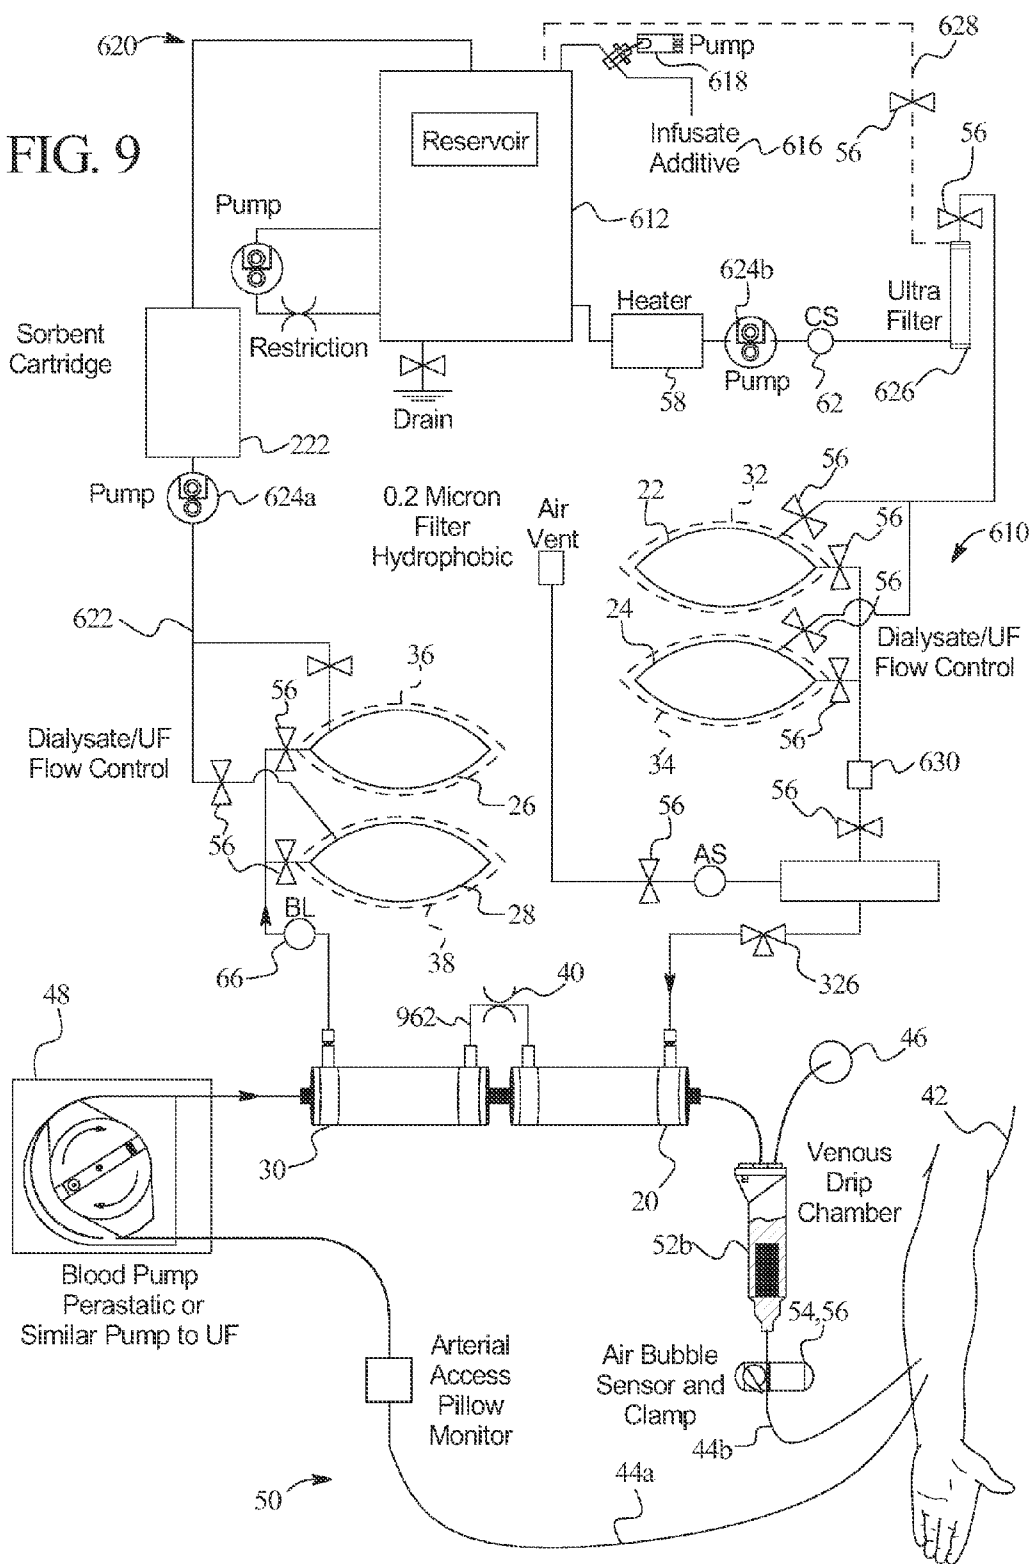 620
628
Pump
618
FIG. 9
Reservoir
Infusate
Additive
616
56
56
Pump
612
Restriction
Heater
624b
CS
Ultra
Filter
Sorbent
Cartridge
58
Pump
62
626
Drain
222
Pump
624a
0.2 Micron
Filter
Hydrophobic
Air
Vent
22
32
56
56
610
622
24
56
Dialysate/UF
Flow Control
36
56
34
56
Dialysate/UF
Flow Control
26
630
56
56
56
AS
28
BL
38
66
326
40
962
48
46
42
30
20
Venous
Drip
Chamber
52b
Blood Pump
Perastatic or
Similar Pump to UF
54,56
Arterial
Access
Pillow
Monitor
Air Bubble
Sensor and
Clamp
44b
44a
50